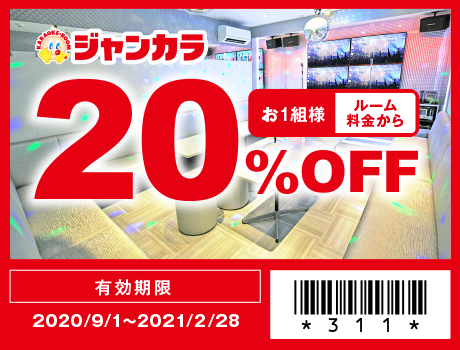 KARAOKE ROOM
ジャンカラ
20%OFF
お1組様
ルーム
料金から
有効期限
2020/9/1〜2021/2/28
*311*